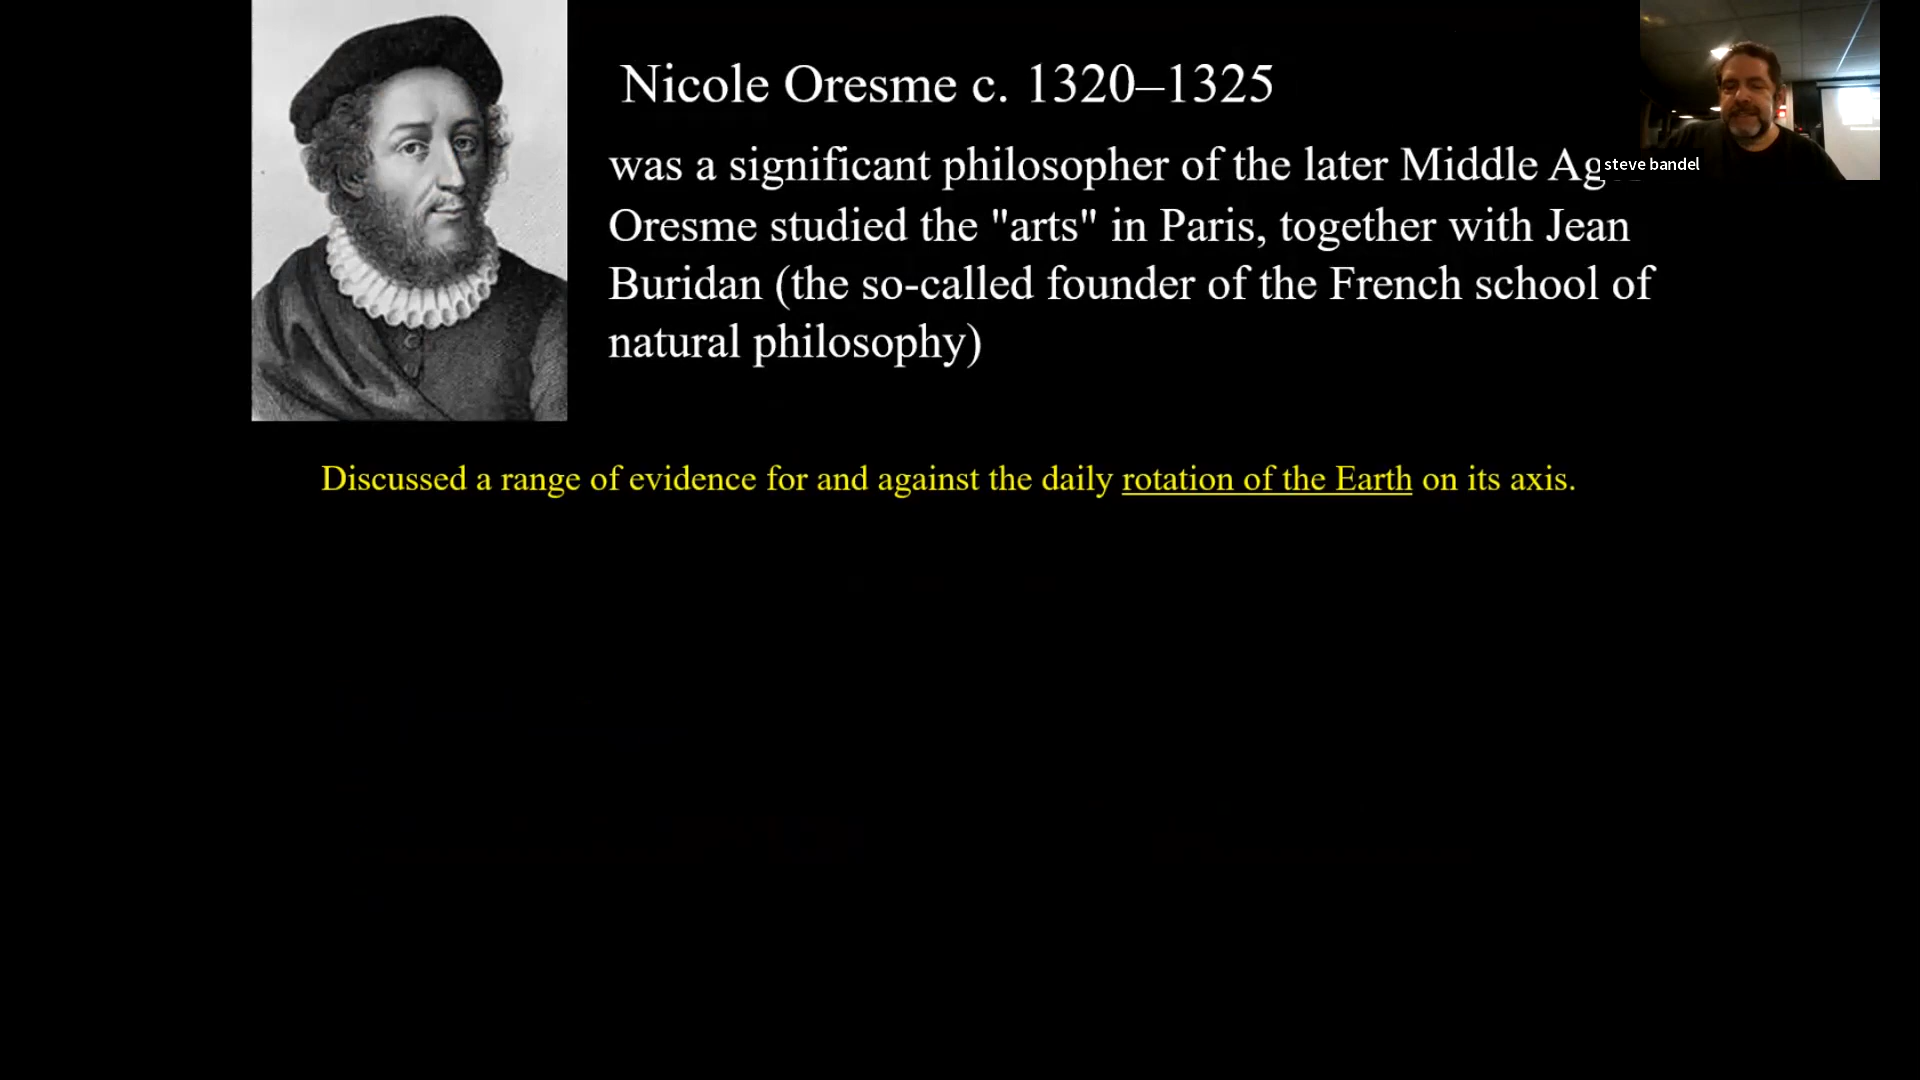 Nicole Oresme c. 1320–1325
was a significant philosopher of the later Middle
Oresme studied the "arts" in Paris, together with Jean
Buridan (the so-called founder of the French school of
natural philosophy)
Discussed a range of evidence for and against the daily rotation of the Earth on its axis.
steve bandel